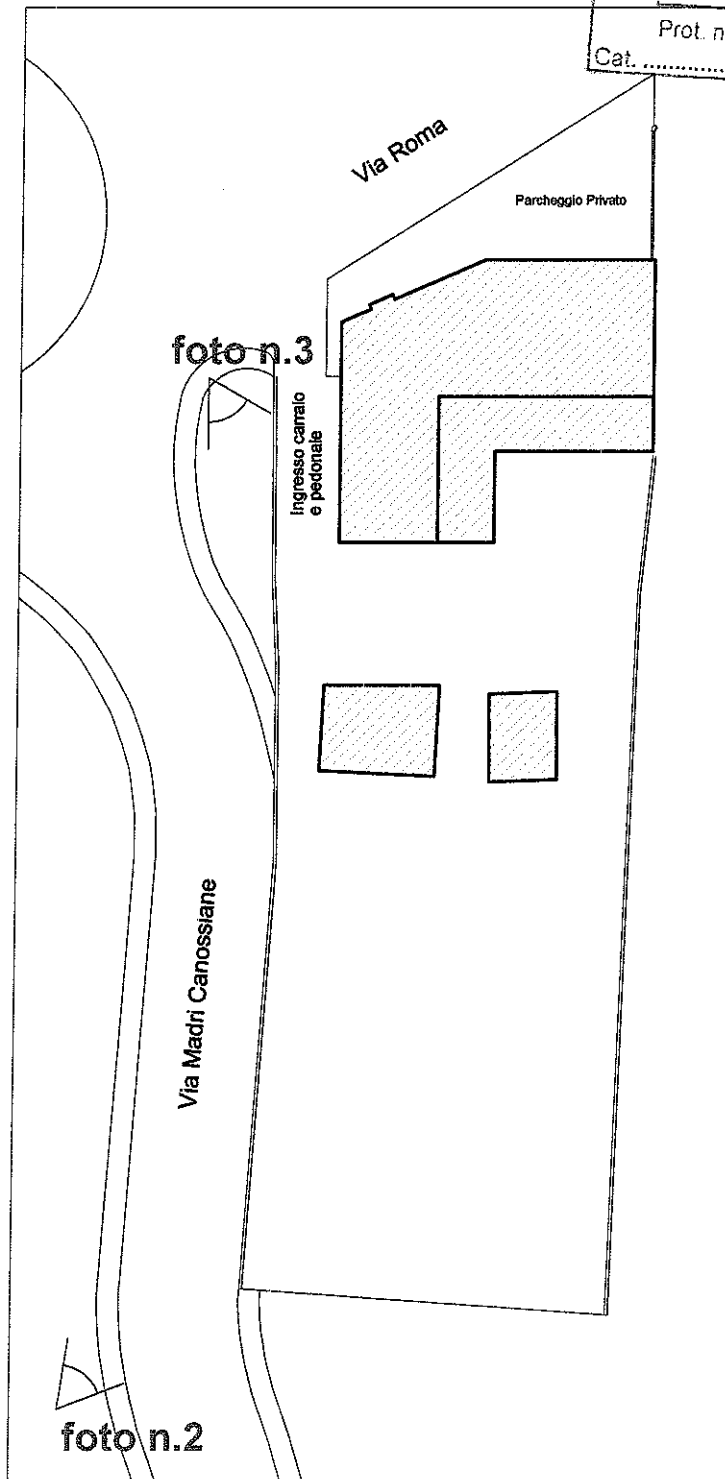 Prot. n
Cat. ..............
Via Roma
Parcheggio Privato
foto n.3
Ingresso carraio
e pedonale
Via Madri Canossiane
foto n.2